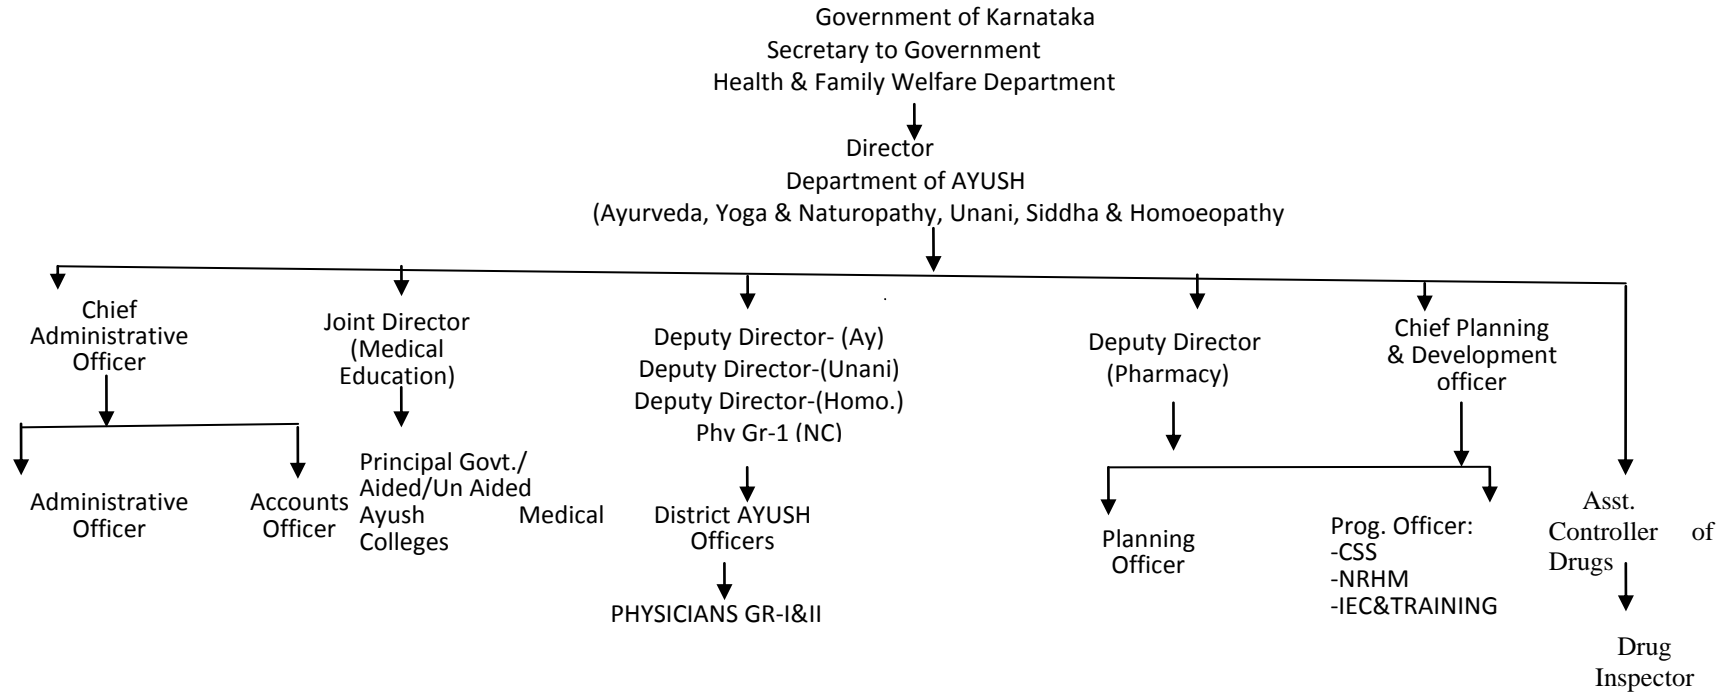 Government of Karnataka
Secretary to Government
Health & Family Welfare Department
Director
Department of AYUSH
(Ayurveda, Yoga & Naturopathy, Unani, Siddha & Homoeopathy
Chief
Administrative
Officer
Joint Director
(Medical
Education)
Deputy Director- (Ay)
Deputy Director-(Unani)
Deputy Director-(Homo.)
Phy Gr-1 (NC)
Deputy Director
(Pharmacy)
Chief Planning
& Development
officer
Administrative
Officer
Accounts
Officer
Principal Govt./
Aided/Un Aided
Ayush Medical
Colleges
District AYUSH
Officers
PHYSICIANS GR-I&II
Planning
Officer
Prog. Officer:
-CSS
-NRHM
-IEC&TRAINING
Asst.
Controller of
Drugs
Drug
Inspector